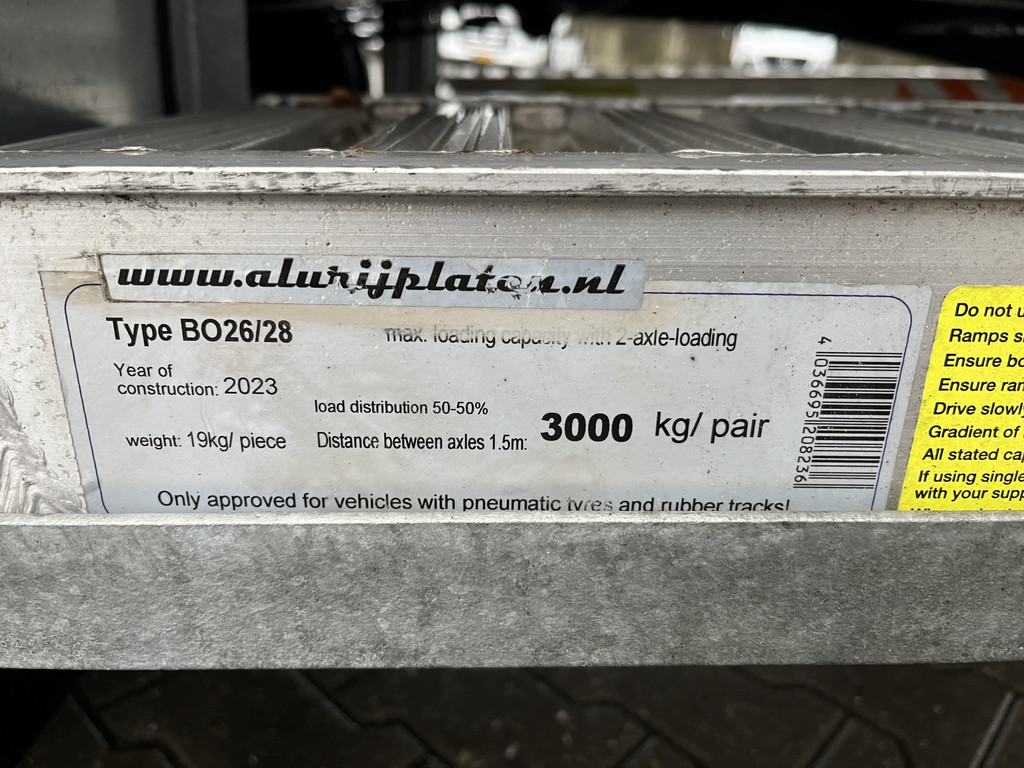 www.alurijplaten.nl
Type BO26/28
max. loading capacity with 2-axle-loading
Year of
construction: 2023
load distribution 50-50%
weight: 19kg/ piece
Distance between axles 1.5m: 3000 kg/ pair
Only approved for vehicles with pneumatic tyres and rubber tracks!
4 036695 208236
Do not
Ramps
Ensure
Ensure
Drive slowly
Gradient of
All stated
If using single
with your